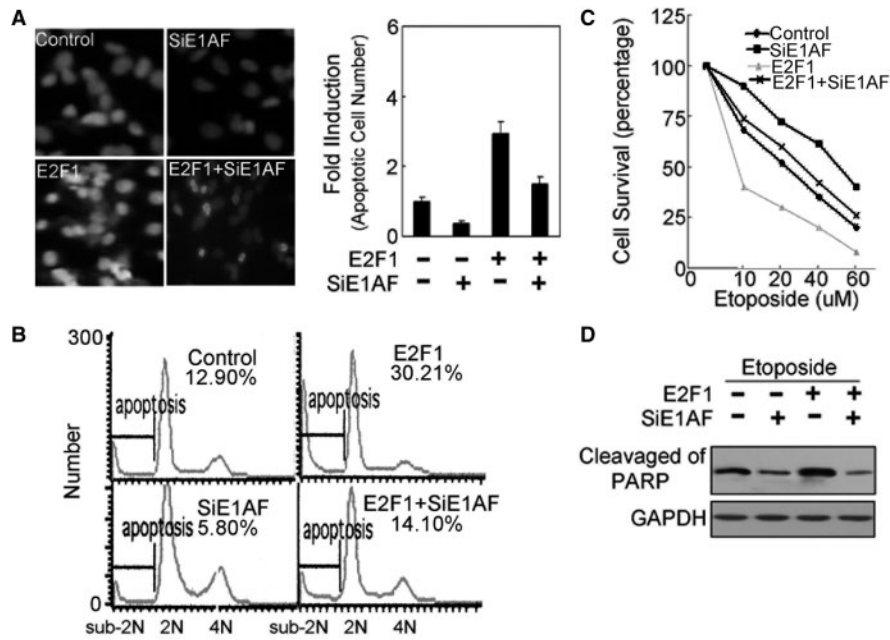 A
Control
SiE1AF
E2F1
E2F1+SiE1AF
Fold IInduction
(Apoptotic Cell Number)
6
4
2
0
E2F1 - - + +
SiE1AF - + - +
B
300
Number
0
Control
12.90%
apoptosis
E2F1
30.21%
apoptosis
SiE1AF
5.80%
apoptosis
E2F1+SiE1AF
14.10%
apoptosis
sub-2N 2N 4N
sub-2N 2N 4N
C
Control
SiE1AF
E2F1
E2F1+SiE1AF
Cell Survival (percentage)
125
100
75
50
25
0
0 10 20 40 60
Etoposide (uM)
D
Etoposide
E2F1 - - + +
SiE1AF - + - +
Cleavaged of
PARP
GAPDH